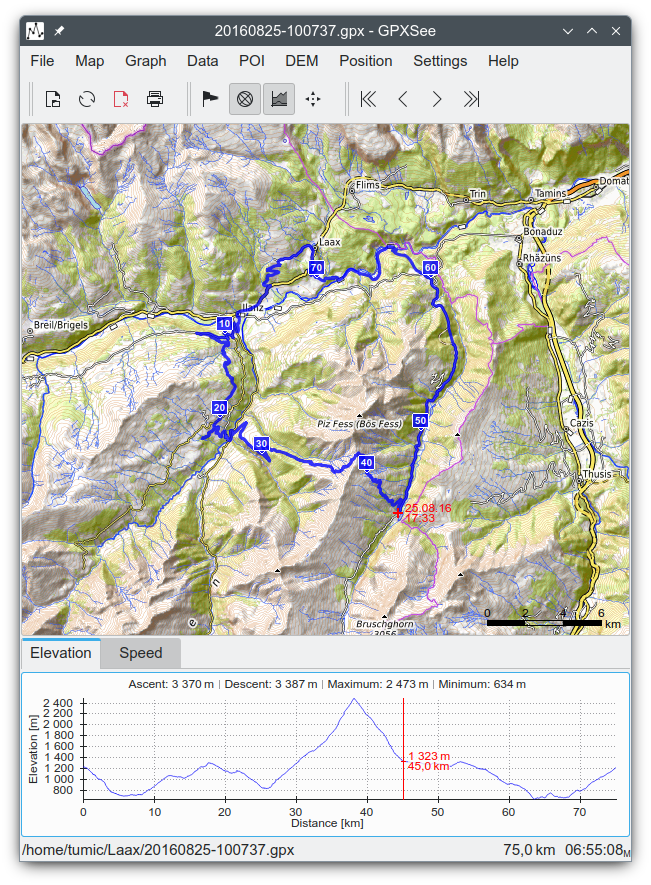 20160825-100737.gpx - GPXSee
File Map Graph Data POI DEM Position Settings Help
Flims
Trin
Tamins
Domat
Laax
Bonaduz
Rhäzüns
70
60
Ilanz
10
Breil/Brigels
20
Piz Fess (Bös Fess)
50
Cazis
30
40
Thusis
25.08.16
17:33
n
e
Bruschghorn
3056
0 2 4 6
km
Elevation Speed
Ascent: 3 370 m | Descent: 3 387 m | Maximum: 2 473 m | Minimum: 634 m
Elevation [m]
2 400
2 200
2 000
1 800
1 600
1 400
1 200
1 000
800
1 323 m
45,0 km
0 10 20 30 40 50 60 70
Distance [km]
/home/tumic/Laax/20160825-100737.gpx 75,0 km 06:55:08M